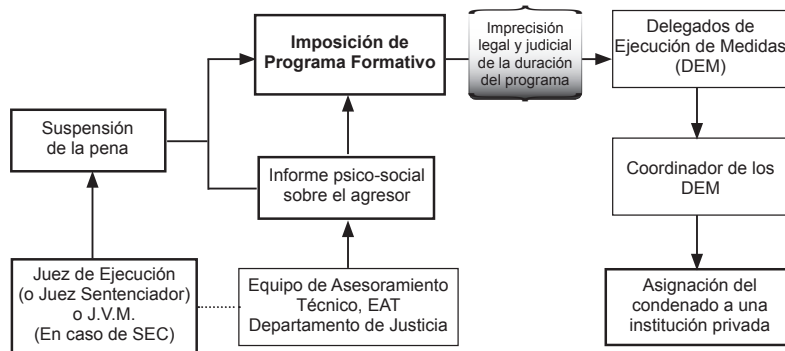 Imposición de
Programa Formativo
Imprecisión
legal y judicial
de la duración
del programa
Delegados de
Ejecución de Medidas
(DEM)
Suspensión
de la pena
Informe psico-social
sobre el agresor
Coordinador de los
DEM
Juez de Ejecución
(o Juez Sentenciador)
o J.V.M.
(En caso de SEC)
Equipo de Asesoramiento
Técnico, EAT
Departamento de Justicia
Asignación del
condenado a una
institución privada